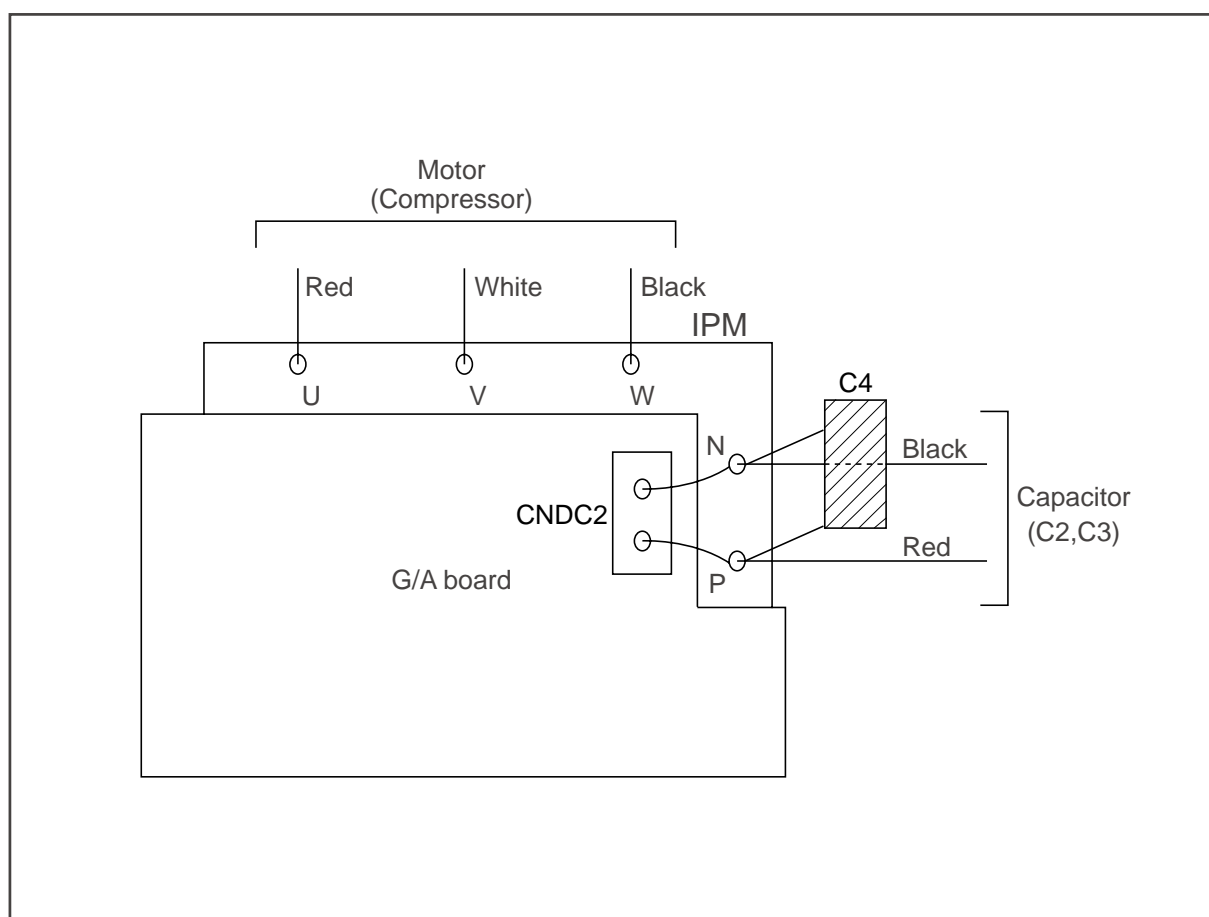 Motor
(Compressor)
Red
White
Black
IPM
U
V
W
C4
N
Black
CNDC2
Capacitor
(C2,C3)
Red
P
G/A board